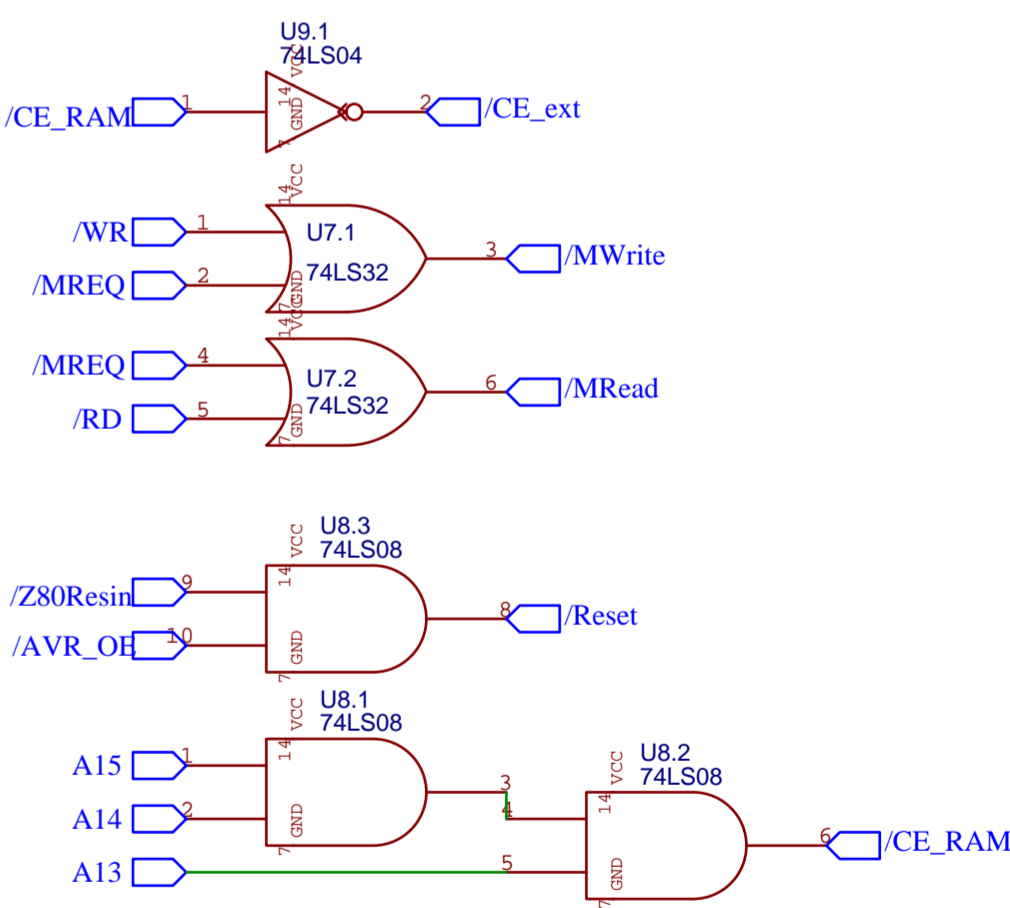 U9.1
74LS04
VCC
/CE_RAM 1 14 GND 7 2 /CE_ext
VCC
14
/WR 1 U7.1
3 /MWrite
/MREQ 2 74LS32
GND
7
VCC
14
/MREQ 4 U7.2
6 /MRead
/RD 5 74LS32
GND
7
U8.3
74LS08
VCC
14
/Z80Resin 9
8 /Reset
/AVR_OE 10
GND
7
U8.1
74LS08
VCC
14
A15 1
3
A14 2
GND
7
U8.2
74LS08
VCC
14
4
6 /CE_RAM
A13 5
GND
7